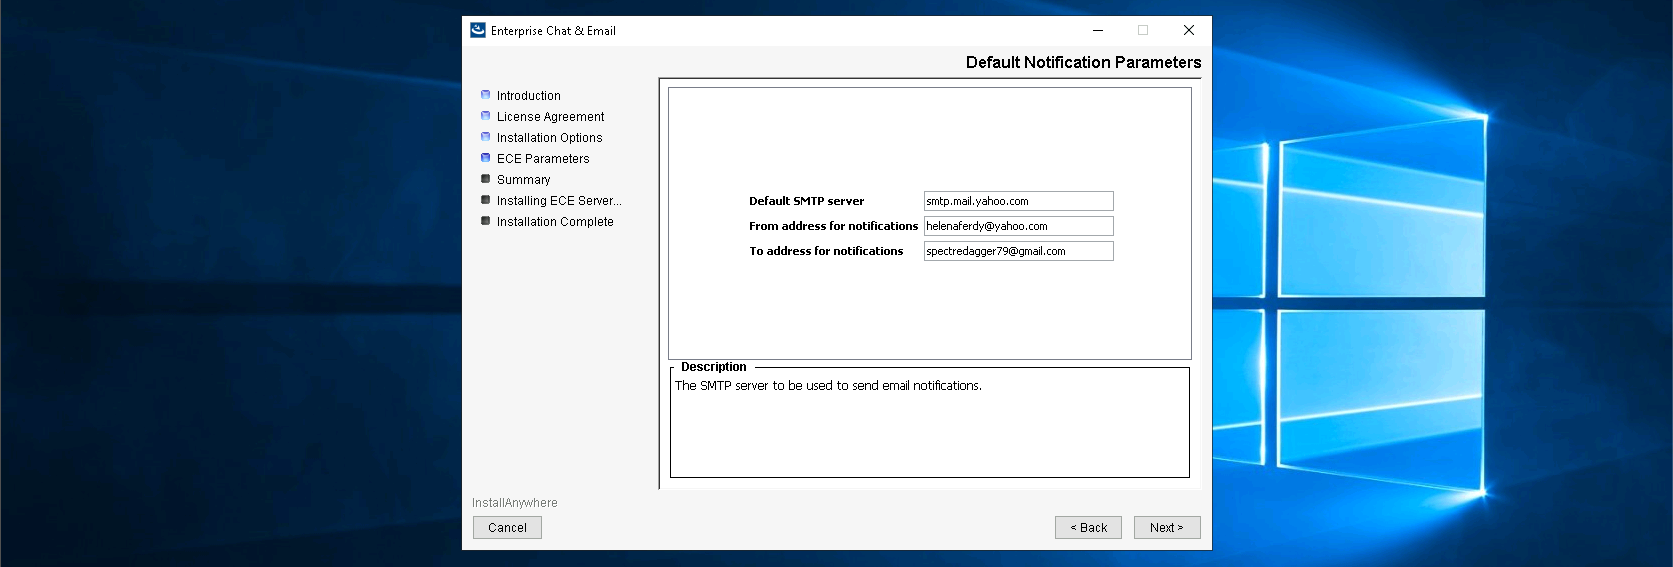 Enterprise Chat & Email
Default Notification Parameters
Introduction
License Agreement
Installation Options
ECE Parameters
Summary
Installing ECE Server...
Installation Complete
Default SMTP server smtp.mail.yahoo.com
From address for notifications helenaferdy@yahoo.com
To address for notifications spectredagger79@gmail.com
Description
The SMTP server to be used to send email notifications.
InstallAnywhere
Cancel < Back Next >